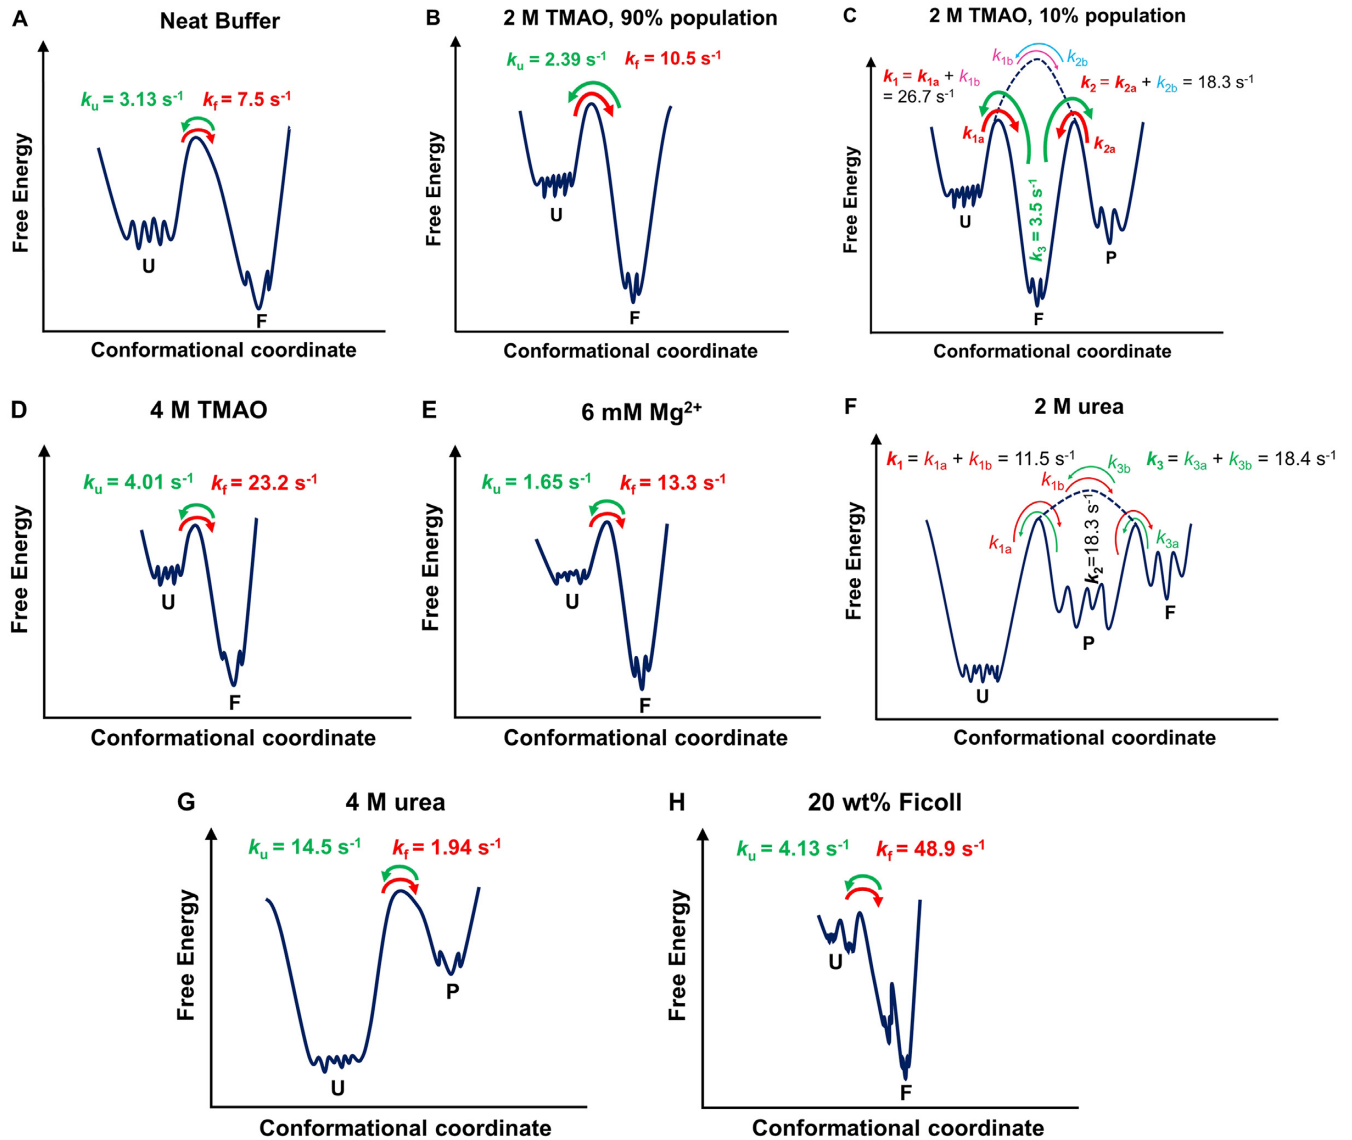 A
Neat Buffer
kᵤ = 3.13 s⁻¹ k_f = 7.5 s⁻¹
Free Energy
U
F
Conformational coordinate
B
2 M TMAO, 90% population
kᵤ = 2.39 s⁻¹ k_f = 10.5 s⁻¹
Free Energy
U
F
Conformational coordinate
C
2 M TMAO, 10% population
k₁b k₂b
k₁ = k₁a + k₁b
= 26.7 s⁻¹
k₂ = k₂a + k₂b = 18.3 s⁻¹
k₁a
k₂a
k₃ = 3.5 s⁻¹
Free Energy
U
P
F
Conformational coordinate
D
4 M TMAO
kᵤ = 4.01 s⁻¹ k_f = 23.2 s⁻¹
Free Energy
U
F
Conformational coordinate
E
6 mM Mg²⁺
kᵤ = 1.65 s⁻¹ k_f = 13.3 s⁻¹
Free Energy
U
F
Conformational coordinate
F
2 M urea
k₁ = k₁a + k₁b = 11.5 s⁻¹ k₃ = k₃a + k₃b = 18.4 s⁻¹
k₃b
k₁b
k₁a
k₃a
k₂=18.3 s⁻¹
Free Energy
F
P
U
Conformational coordinate
G
4 M urea
kᵤ = 14.5 s⁻¹ k_f = 1.94 s⁻¹
Free Energy
P
U
Conformational coordinate
H
20 wt% Ficoll
kᵤ = 4.13 s⁻¹ k_f = 48.9 s⁻¹
Free Energy
U
F
Conformational coordinate